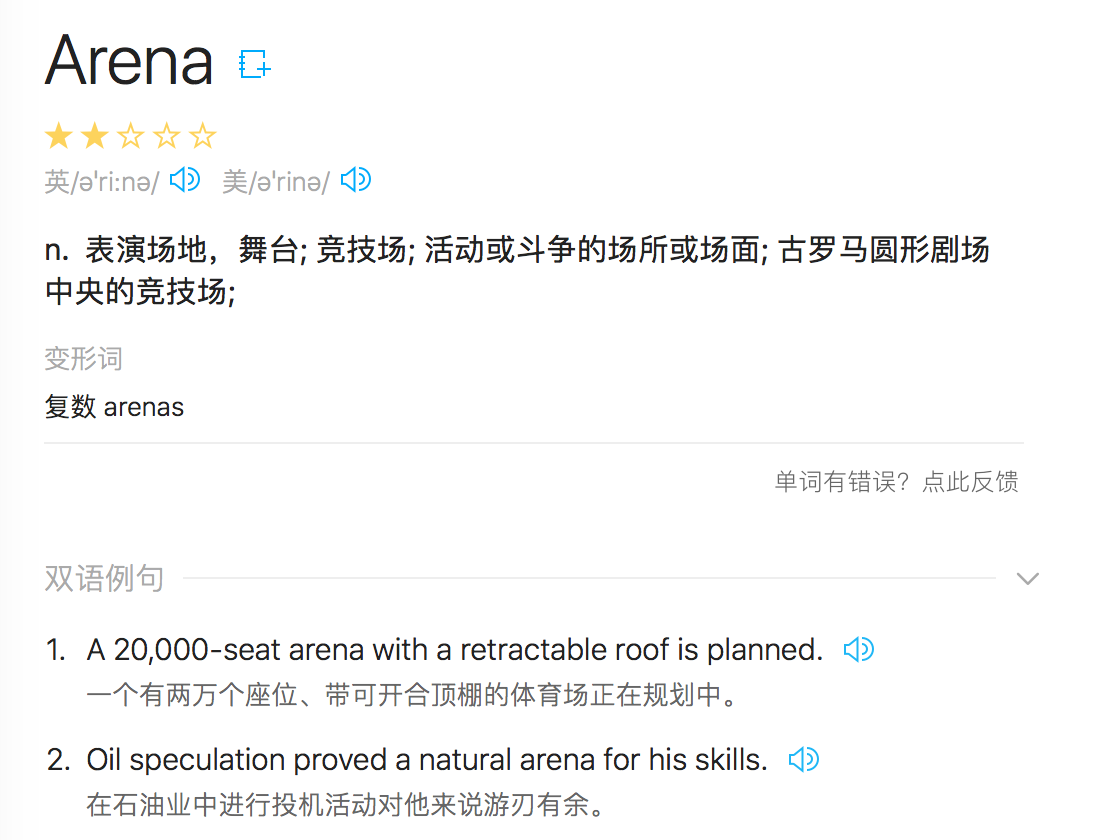 Arena
英/ə'ri:nə/ 美/ə'rinə/
n. 表演场地，舞台; 竞技场; 活动或斗争的场所或场面; 古罗马圆形剧场
中央的竞技场;
变形词
复数 arenas
单词有错误？点此反馈
双语例句
1. A 20,000-seat arena with a retractable roof is planned.
一个有两万个座位、带可开合顶棚的体育场正在规划中。
2. Oil speculation proved a natural arena for his skills.
在石油业中进行投机活动对他来说游刃有余。